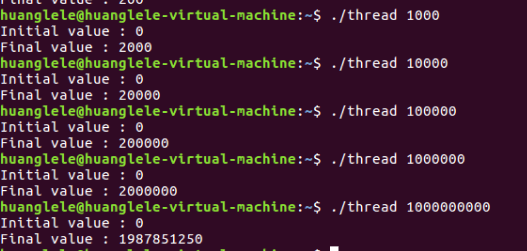 Final value : 200
huanglele@huanglele-virtual-machine:~$ ./thread 1000
Initial value : 0
Final value : 2000
huanglele@huanglele-virtual-machine:~$ ./thread 10000
Initial value : 0
Final value : 20000
huanglele@huanglele-virtual-machine:~$ ./thread 100000
Initial value : 0
Final value : 200000
huanglele@huanglele-virtual-machine:~$ ./thread 1000000
Initial value : 0
Final value : 2000000
huanglele@huanglele-virtual-machine:~$ ./thread 1000000000
Initial value : 0
Final value : 1987851250